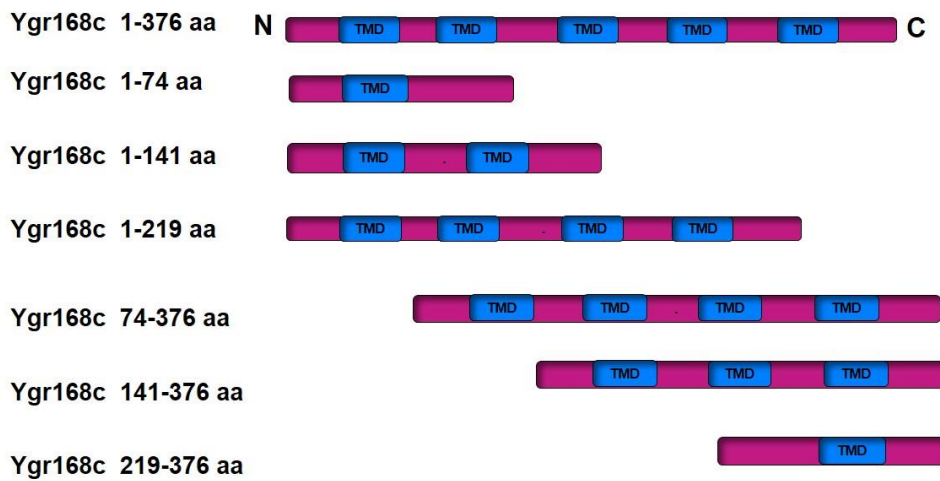 Ygr168c 1-376 aa N TMD TMD TMD TMD TMD C
Ygr168c 1-74 aa TMD
Ygr168c 1-141 aa TMD TMD
Ygr168c 1-219 aa TMD TMD TMD TMD
Ygr168c 74-376 aa TMD TMD TMD TMD
Ygr168c 141-376 aa TMD TMD TMD
Ygr168c 219-376 aa TMD